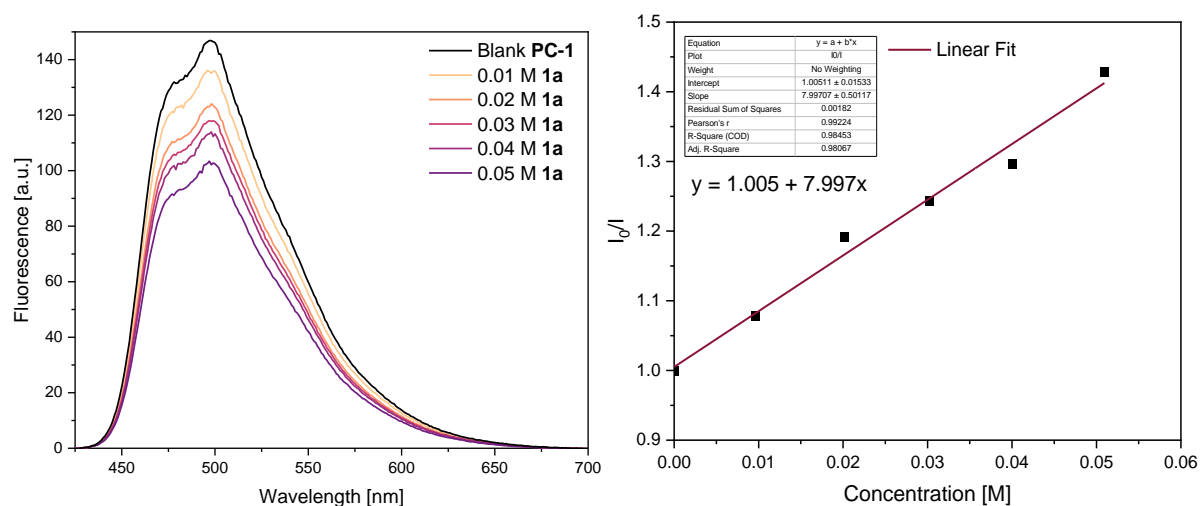 140
120
100
80
60
40
20
0
Fluorescence [a.u.]
450
500
550
600
650
700
Wavelength [nm]
Blank PC-1
0.01 M 1a
0.02 M 1a
0.03 M 1a
0.04 M 1a
0.05 M 1a
1.5
1.4
1.3
1.2
1.1
1.0
0.9
I₀/I
0.00
0.01
0.02
0.03
0.04
0.05
0.06
Concentration [M]
Equation y = a + b*x
Plot I0/I
Weight No Weighting
Intercept 1.00511 ± 0.01533
Slope 7.99707 ± 0.50117
Residual Sum of Squares 0.00182
Pearson's r 0.99224
R-Square (COD) 0.98453
Adj. R-Square 0.98067
Linear Fit
y = 1.005 + 7.997x